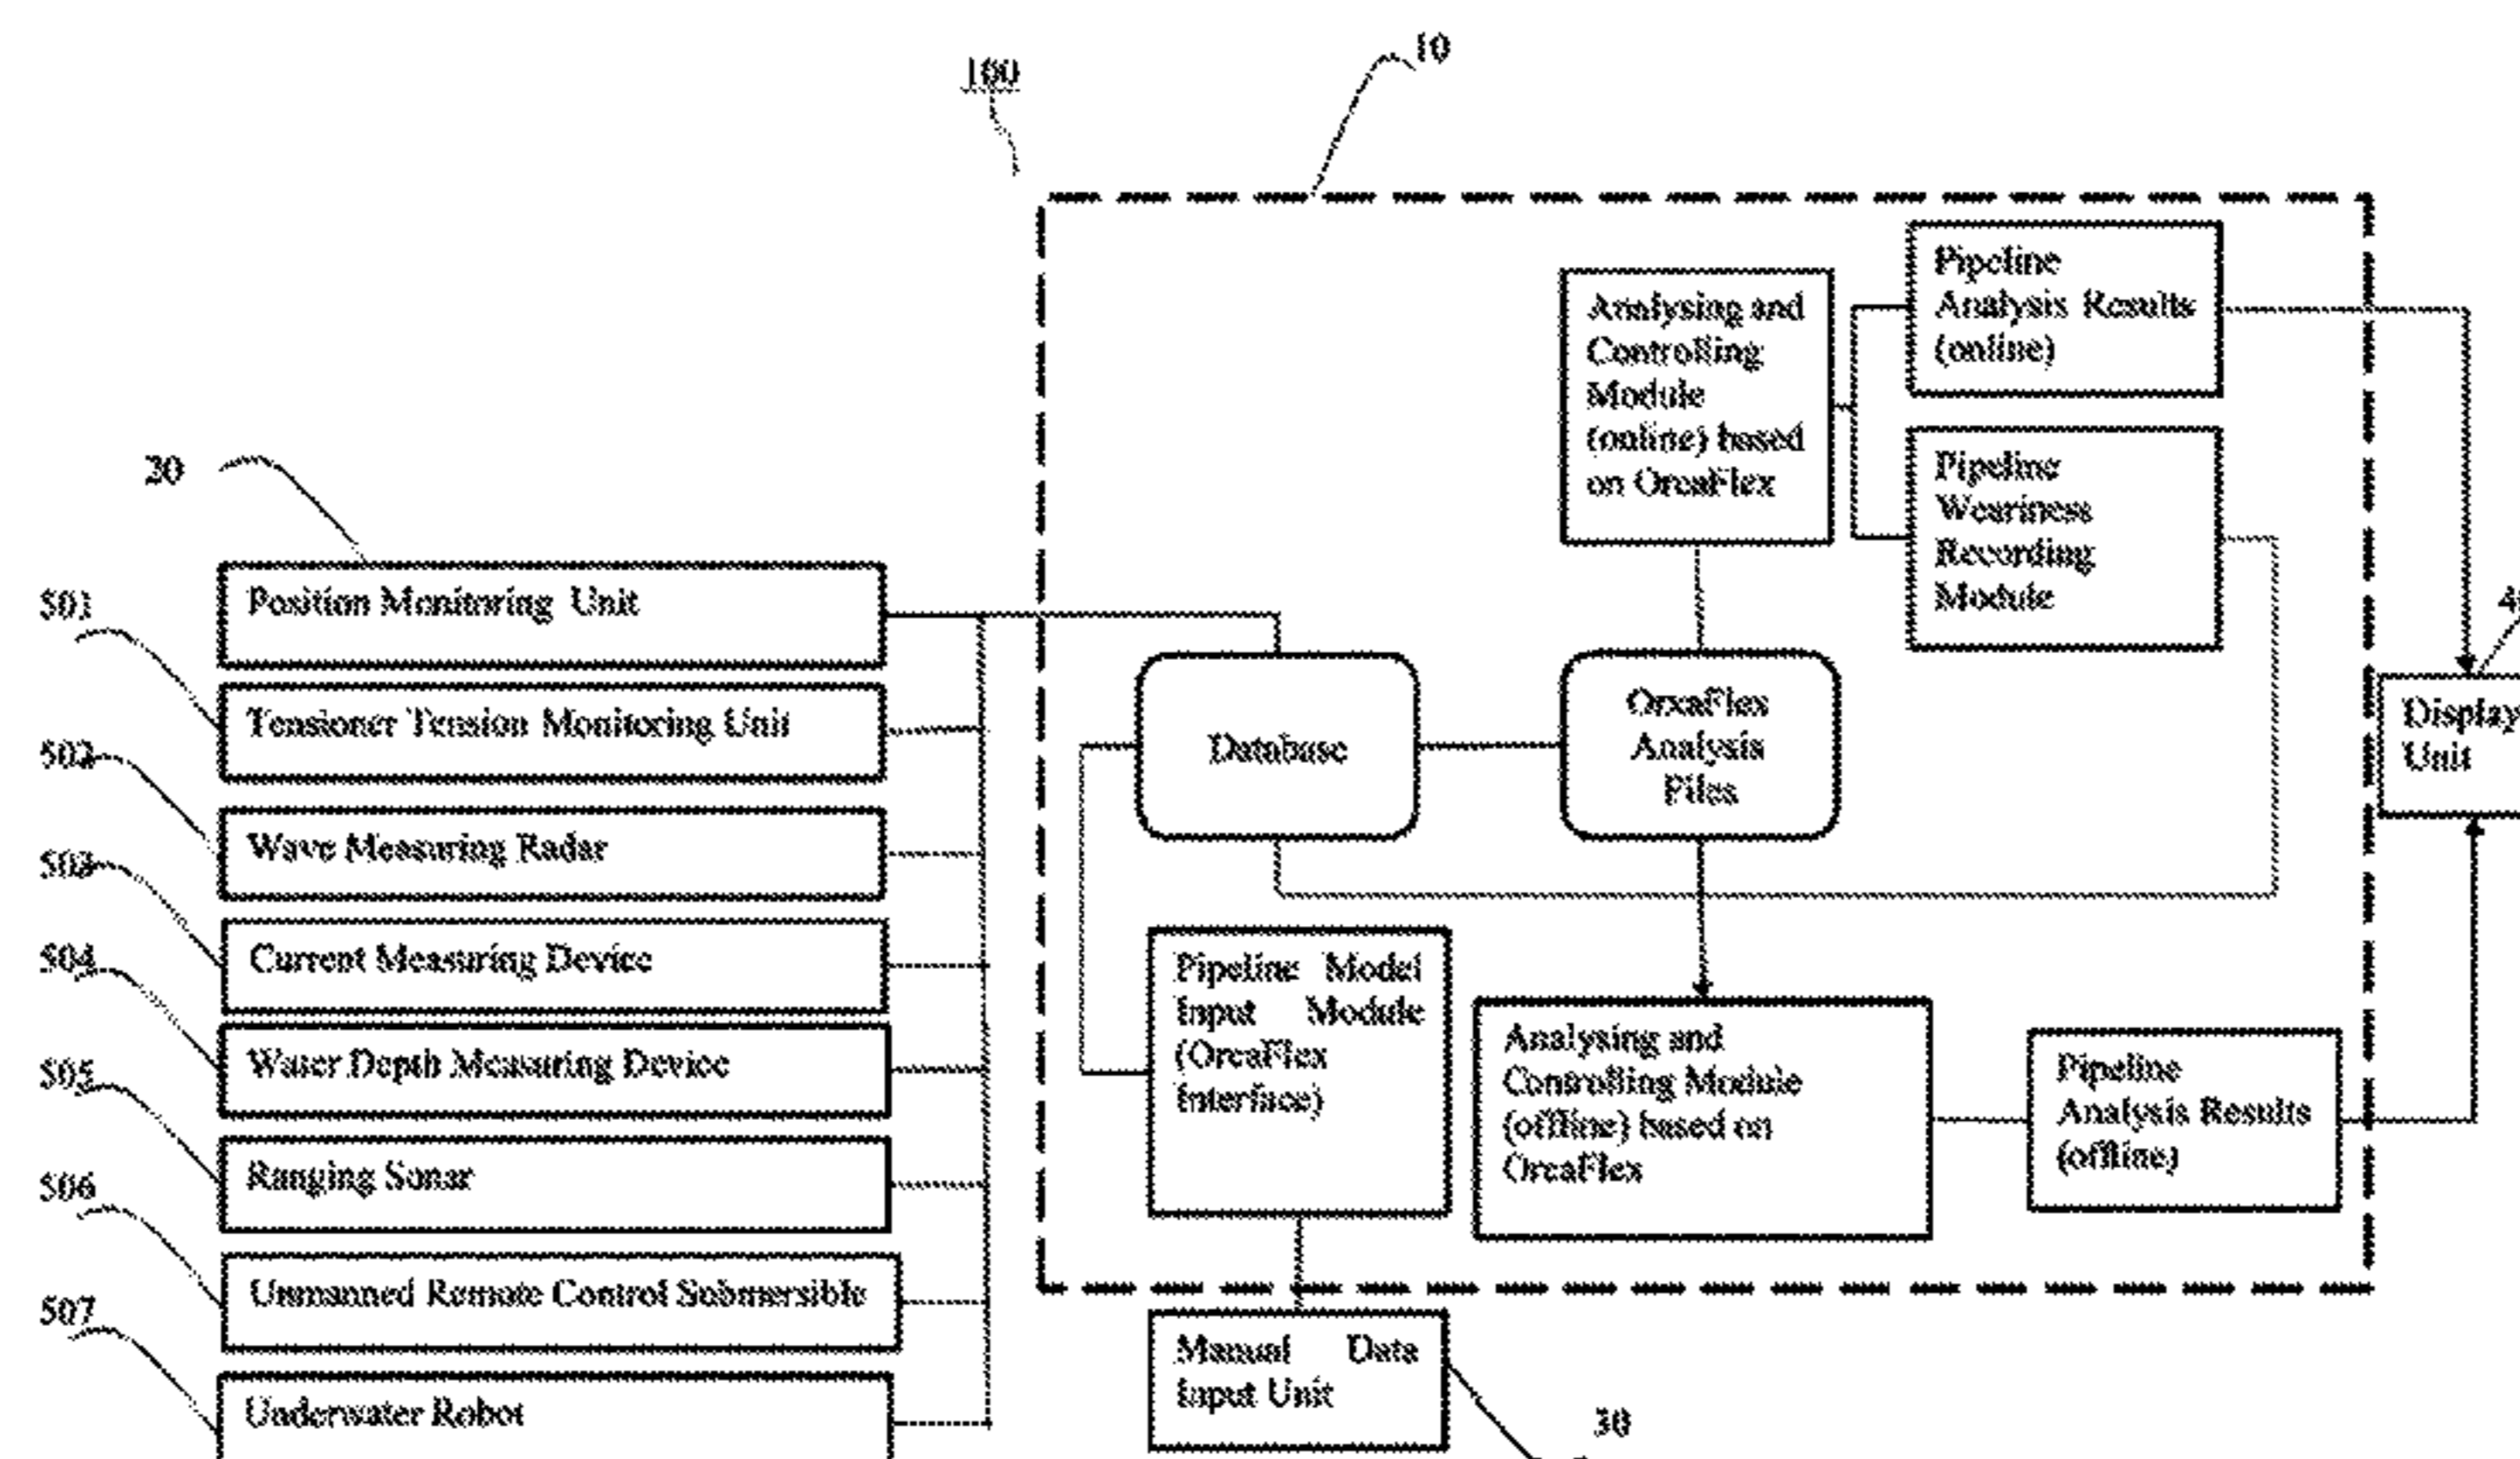 100
10
20
Position Monitoring Unit
501
Tensioner Tension Monitoring Unit
502
Wave Measuring Radar
503
Current Measuring Device
504
Water Depth Measuring Device
505
Ranging Sonar
506
Unmanned Remote Control Submersible
507
Underwater Robot
Analysing and
Controlling
Module
(online) based
on OrcaFlex
Pipeline
Analysis Results
(online)
Pipeline
Weariness
Recording
Module
Database
OrxaFlex
Analysis
Files
Display
Unit
Pipeline Model
Input Module
(OrcaFlex
Interface)
Analysing and
Controlling Module
(offline) based on
OrcaFlex
Pipeline
Analysis Results
(offline)
Manual Data
Input Unit
30